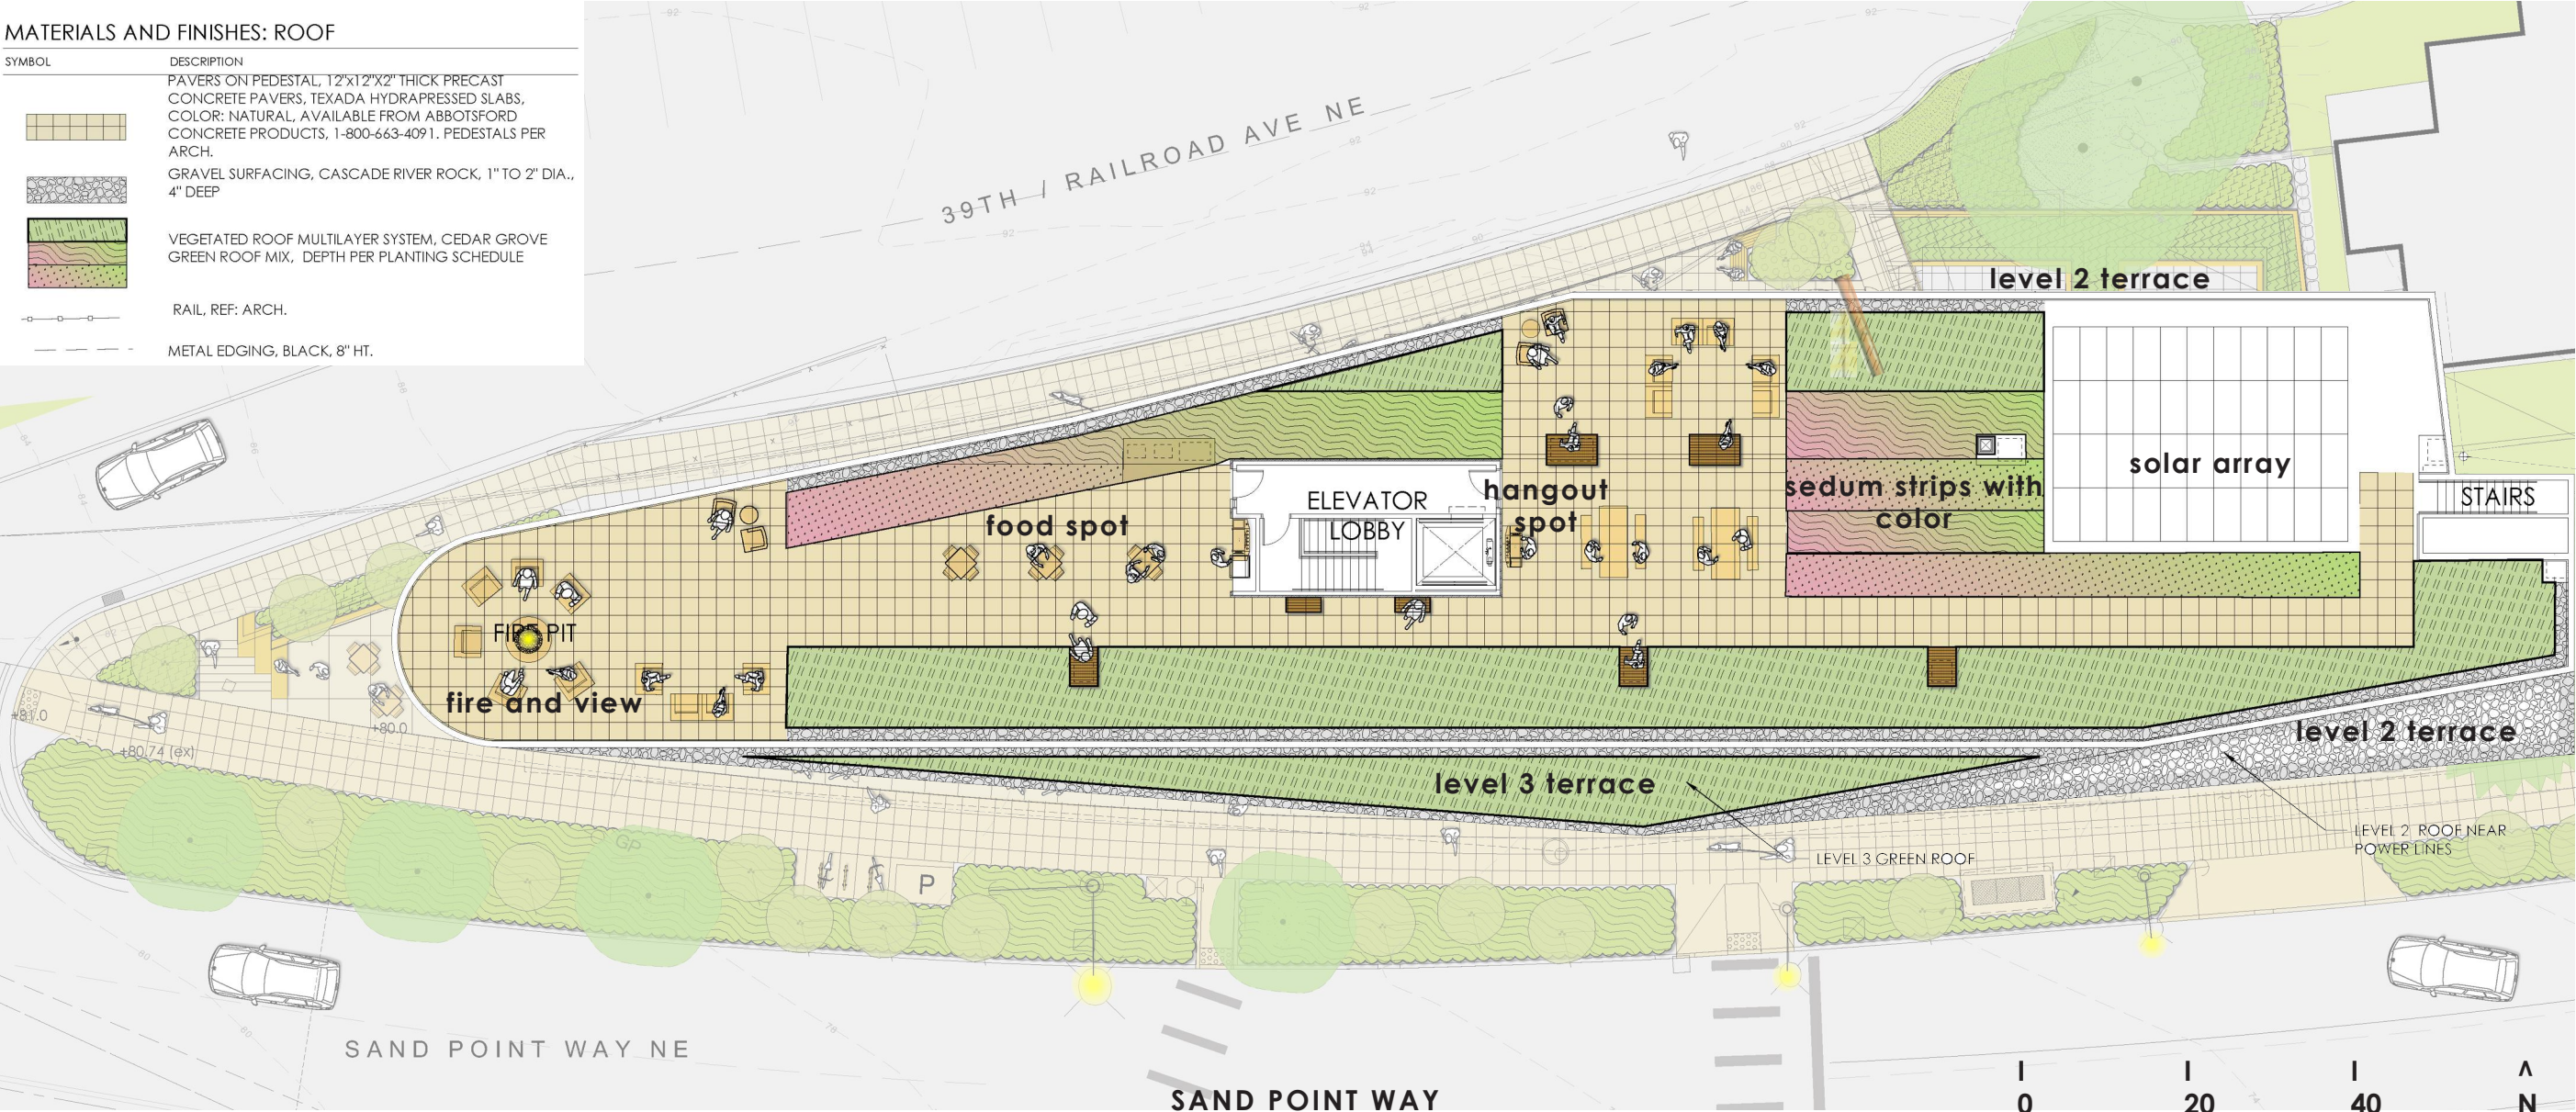 MATERIALS AND FINISHES: ROOF
SYMBOL DESCRIPTION
PAVERS ON PEDESTAL, 12"x12"X2" THICK PRECAST
CONCRETE PAVERS, TEXADA HYDRAPRESSED SLABS,
COLOR: NATURAL, AVAILABLE FROM ABBOTSFORD
CONCRETE PRODUCTS, 1-800-663-4091. PEDESTALS PER
ARCH.
GRAVEL SURFACING, CASCADE RIVER ROCK, 1" TO 2" DIA.,
4" DEEP
VEGETATED ROOF MULTILAYER SYSTEM, CEDAR GROVE
GREEN ROOF MIX, DEPTH PER PLANTING SCHEDULE
RAIL, REF: ARCH.
METAL EDGING, BLACK, 8" HT.
39TH / RAILROAD AVE NE
level 2 terrace
solar array
STAIRS
ELEVATOR
LOBBY
hangout
spot
sedum strips with
color
food spot
FIRE PIT
fire and view
level 2 terrace
level 3 terrace
+81.0
+80.0
+80.74 (ex)
LEVEL 2 ROOF NEAR
POWER LINES
LEVEL 3 GREEN ROOF
GP
P
SAND POINT WAY NE
SAND POINT WAY
0 20 40 N